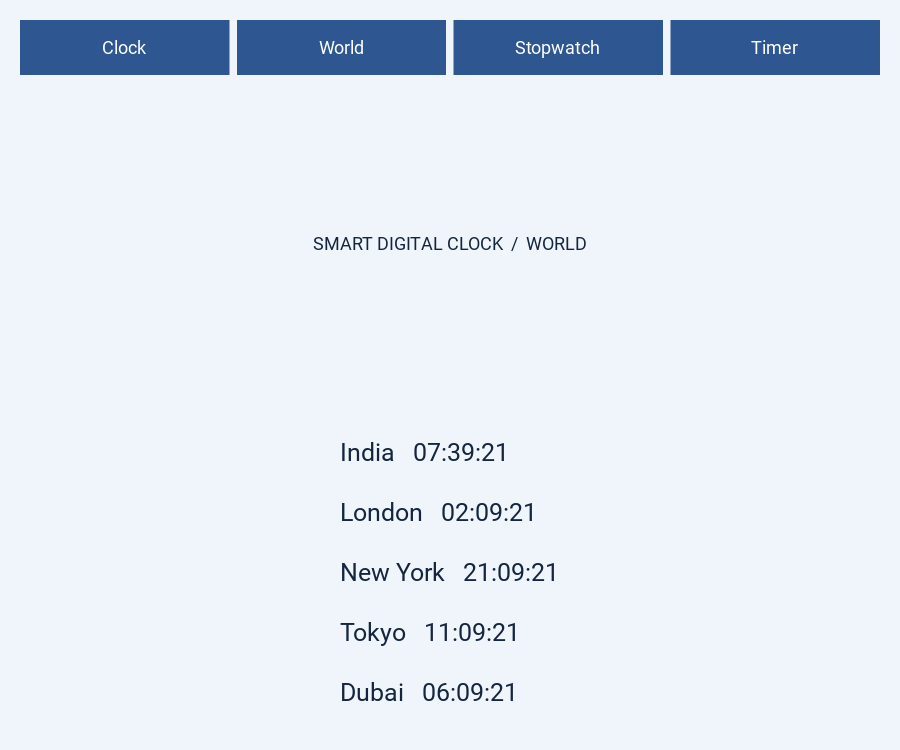 Clock World Stopwatch Timer
SMART DIGITAL CLOCK / WORLD
India 07:39:21
London 02:09:21
New York 21:09:21
Tokyo 11:09:21
Dubai 06:09:21